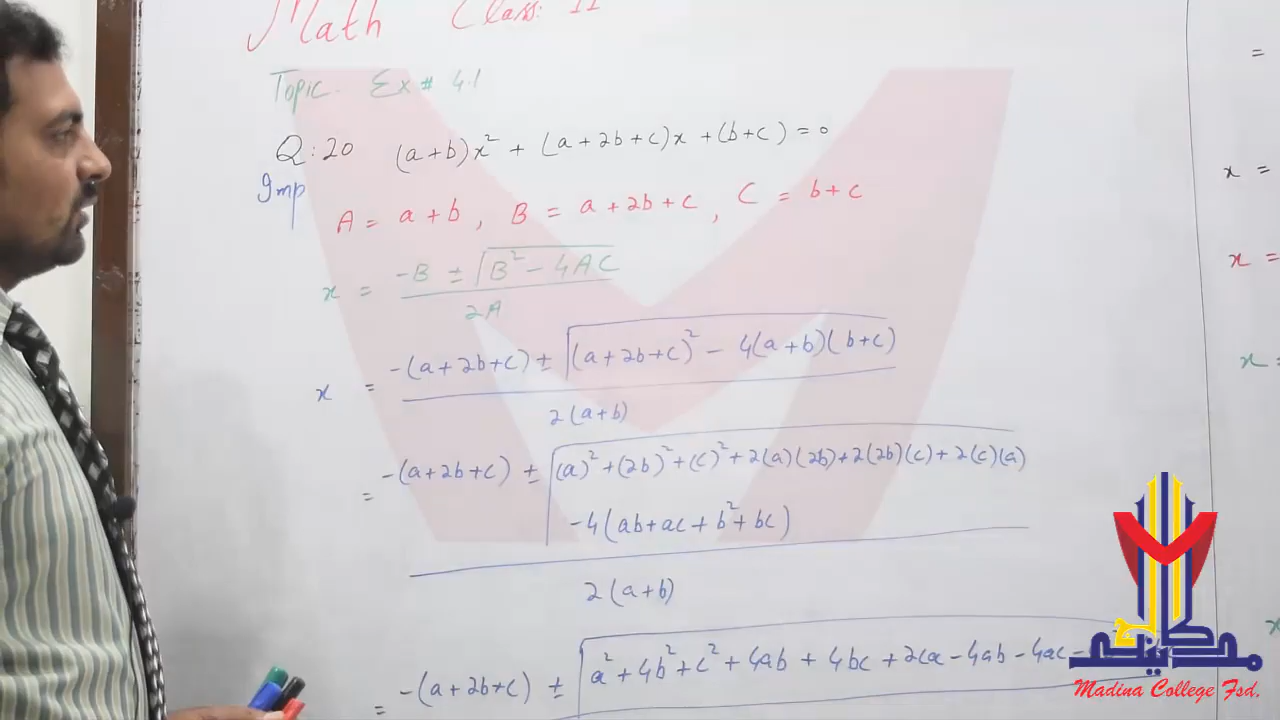 Math Class: 11
Topic. Ex # 4.1
Q:20 (a+b)x² + (a+2b+c)x + (b+c) = 0
Imp
A = a+b, B = a+2b+c, C = b+c
x = -B ± √B² - 4AC
2A
x = -(a+2b+c) ± √(a+2b+c)² - 4(a+b)(b+c)
2(a+b)
= -(a+2b+c) ± √(a)² + (2b)² + (c)² + 2(a)(2b) + 2(2b)(c) + 2(c)(a)
-4(ab+ac+b²+bc)
2(a+b)
= -(a+2b+c) ± √a² + 4b² + c² + 4ab + 4bc + 2ca - 4ab - 4ac -
=
x =
x =
x =
x
مدینہ
Madina College Fsd.